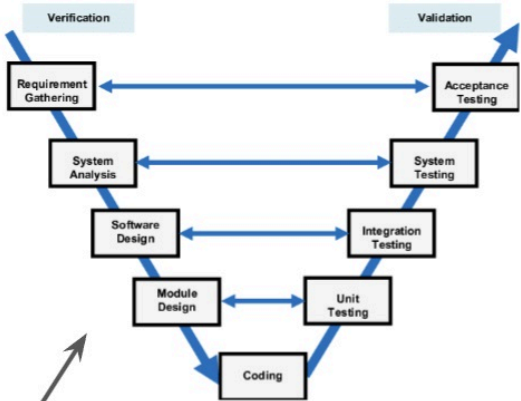 Verification
Validation
Requirement
Gathering
Acceptance
Testing
System
Analysis
System
Testing
Software
Design
Integration
Testing
Module
Design
Unit
Testing
Coding